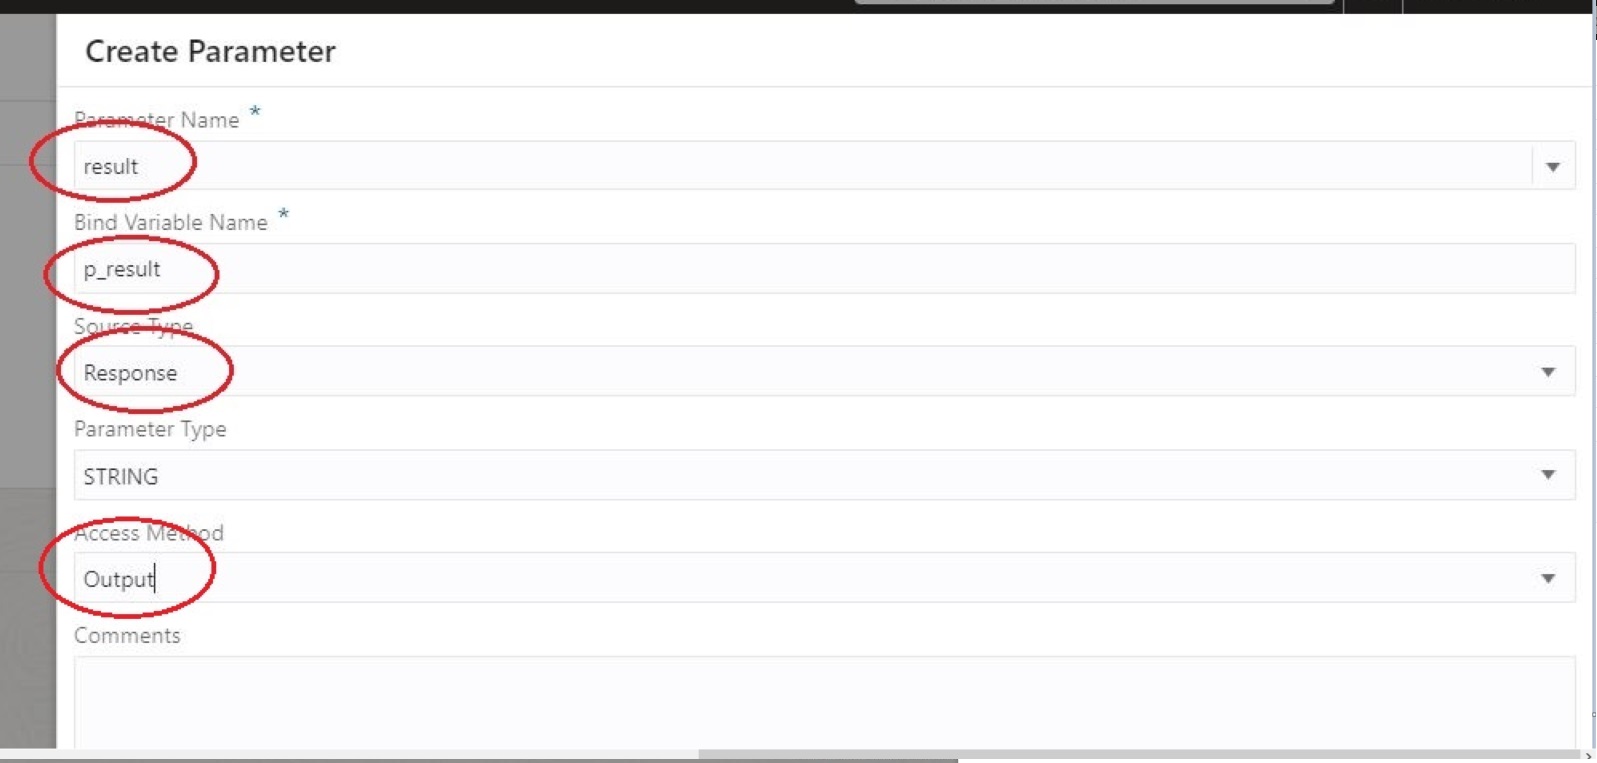 Create Parameter
Parameter Name *
result
Bind Variable Name *
p_result
Source Type
Response
Parameter Type
STRING
Access Method
Output
Comments